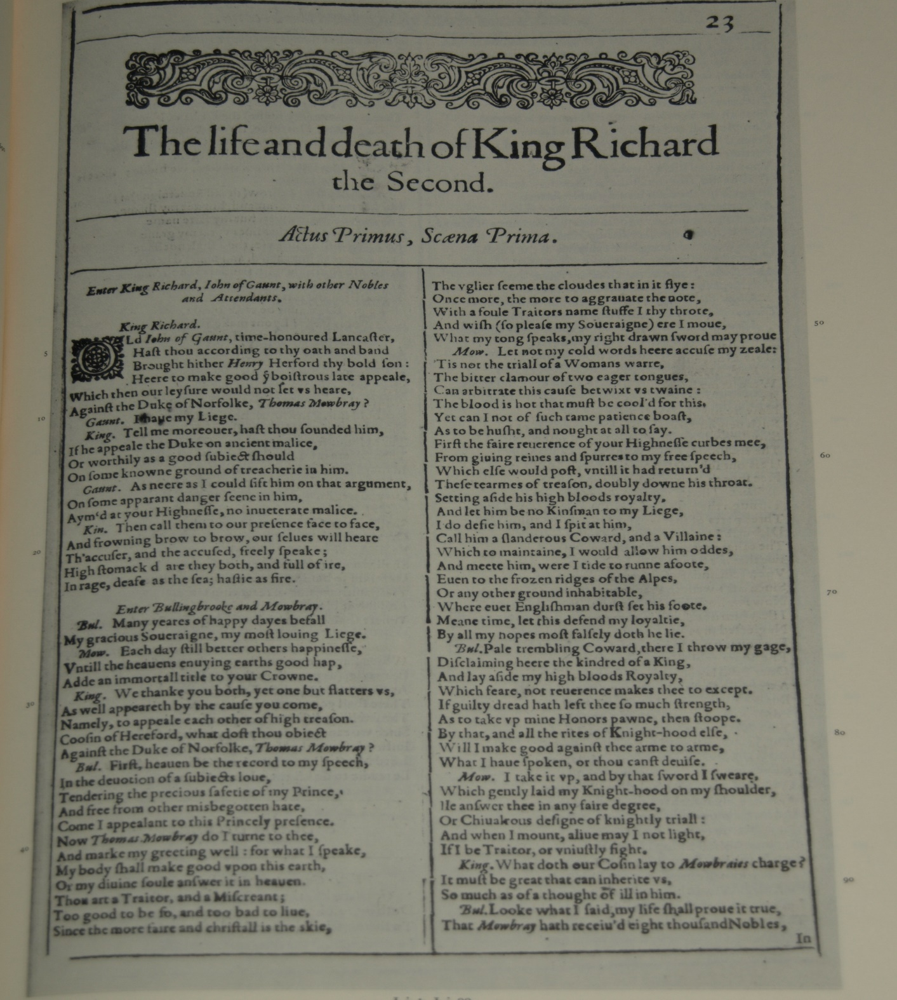 23
The life and death of King Richard
the Second.
Actus Primus, Scæna Prima.
Enter King Richard, Iohn of Gaunt, with other Nobles
and Attendants.
King Richard.
OLd Iohn of Gaunt, time-honoured Lancaſter,
5
Haſt thou according to thy oath and band
Brought hither Henry Herford thy bold ſon:
Heere to make good yͤ boiſtrous late appeale,
Which then our leyſure would not let vs heare,
Againſt the Duke of Norfolke, Thomas Mowbray?
10
Gaunt. I haue my Liege.
King. Tell me moreouer, haſt thou ſounded him,
If he appeale the Duke on ancient malice,
Or worthily as a good ſubiect ſhould
On ſome knowne ground of treacherie in him.
Gaunt. As neere as I could ſift him on that argument,
On ſome apparant danger ſeene in him,
Aym'd at your Highneſſe, no inueterate malice.
Kin. Then call them to our preſence face to face,
And frowning brow to brow, our ſelues will heare
20
Th'accuſer, and the accuſed, freely ſpeake;
High ſtomack d are they both, and full of ire,
In rage, deafe as the ſea; haſtie as fire.
Enter Bullingbrooke and Mowbray.
Bul. Many yeares of happy dayes befall
My gracious Soueraigne, my moſt louing Liege.
Mow. Each day ſtill better others happineſſe,
Vntill the heauens enuying earths good hap,
Adde an immortall title to your Crowne.
King. We thanke you both, yet one but flatters vs,
30
As well appeareth by the cauſe you come,
Namely, to appeale each other of high treaſon.
Cooſin of Hereford, what doſt thou obiect
Againſt the Duke of Norfolke, Thomas Mowbray?
Bul. Firſt, heauen be the record to my ſpeech,
In the deuotion of a ſubiects loue,
Tendering the precious ſafetie of my Prince,
And free from other misbegotten hate,
Come I appealant to this Princely preſence.
Now Thomas Mowbray do I turne to thee,
40
And marke my greeting well: for what I ſpeake,
My body ſhall make good vpon this earth,
Or my diuine ſoule anſwer it in heauen.
Thou art a Traitor, and a Miſcreant;
Too good to be ſo, and too bad to liue,
Since the more faire and chriſtall is the skie,
The vglier ſeeme the cloudes that in it flye:
Once more, the more to aggrauate the note,
With a foule Traitors name ſtuffe I thy throte,
And wiſh (ſo pleaſe my Soueraigne) ere I moue,
50
What my tong ſpeaks, my right drawn ſword may proue
Mow. Let not my cold words heere accuſe my zeale:
'Tis not the triall of a Womans warre,
The bitter clamour of two eager tongues,
Can arbitrate this cauſe betwixt vs twaine:
The blood is hot that muſt be cool'd for this.
Yet can I not of ſuch tame patience boaſt,
As to be huſht, and nought at all to ſay.
Firſt the faire reuerence of your Highneſſe curbes mee,
From giuing reines and ſpurres to my free ſpeech,
60
Which elſe would poſt, vntill it had return'd
Theſe tearmes of treaſon, doubly downe his throat.
Setting aſide his high bloods royalty,
And let him be no Kinſman to my Liege,
I do defie him, and I ſpit at him,
Call him a ſlanderous Coward, and a Villaine:
Which to maintaine, I would allow him oddes,
And meete him, were I tide to runne afoote,
Euen to the frozen ridges of the Alpes,
Or any other ground inhabitable,
70
Where euer Engliſhman durſt ſet his foote.
Meane time, let this defend my loyaltie,
By all my hopes moſt falſely doth he lie.
Bul. Pale trembling Coward, there I throw my gage,
Diſclaiming heere the kindred of a King,
And lay aſide my high bloods Royalty,
Which feare, not reuerence makes thee to except.
If guilty dread hath left thee ſo much ſtrength,
As to take vp mine Honors pawne, then ſtoope.
By that, and all the rites of Knight-hood elſe,
80
Will I make good againſt thee arme to arme,
What I haue ſpoken, or thou canſt deuiſe.
Mow. I take it vp, and by that ſword I ſweare,
Which gently laid my Knight-hood on my ſhoulder,
Ile anſwer thee in any faire degree,
Or Chiualrous deſigne of knightly triall:
And when I mount, aliue may I not light,
If I be Traitor, or vniuſtly fight.
King. What doth our Coſin lay to Mowbraies charge?
It muſt be great that can inherite vs,
90
So much as of a thought of ill in him.
Bul. Looke what I ſaid, my life ſhall proue it true,
That Mowbray hath receiu'd eight thouſand Nobles,
In